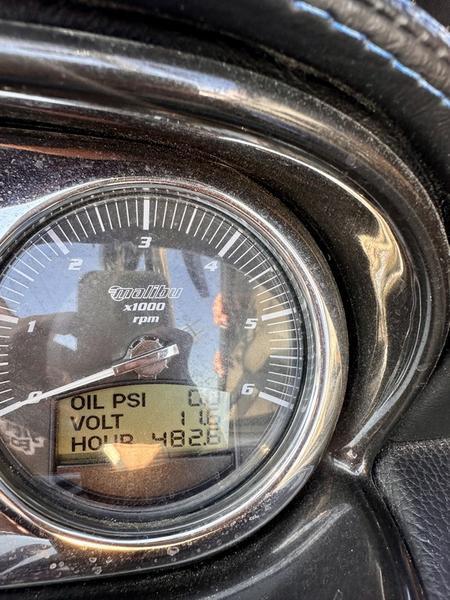 3
2
4
malibu
x1000
rpm
1
5
0
6
OIL PSI 0.0
VOLT 11.6
HOUR 482.8